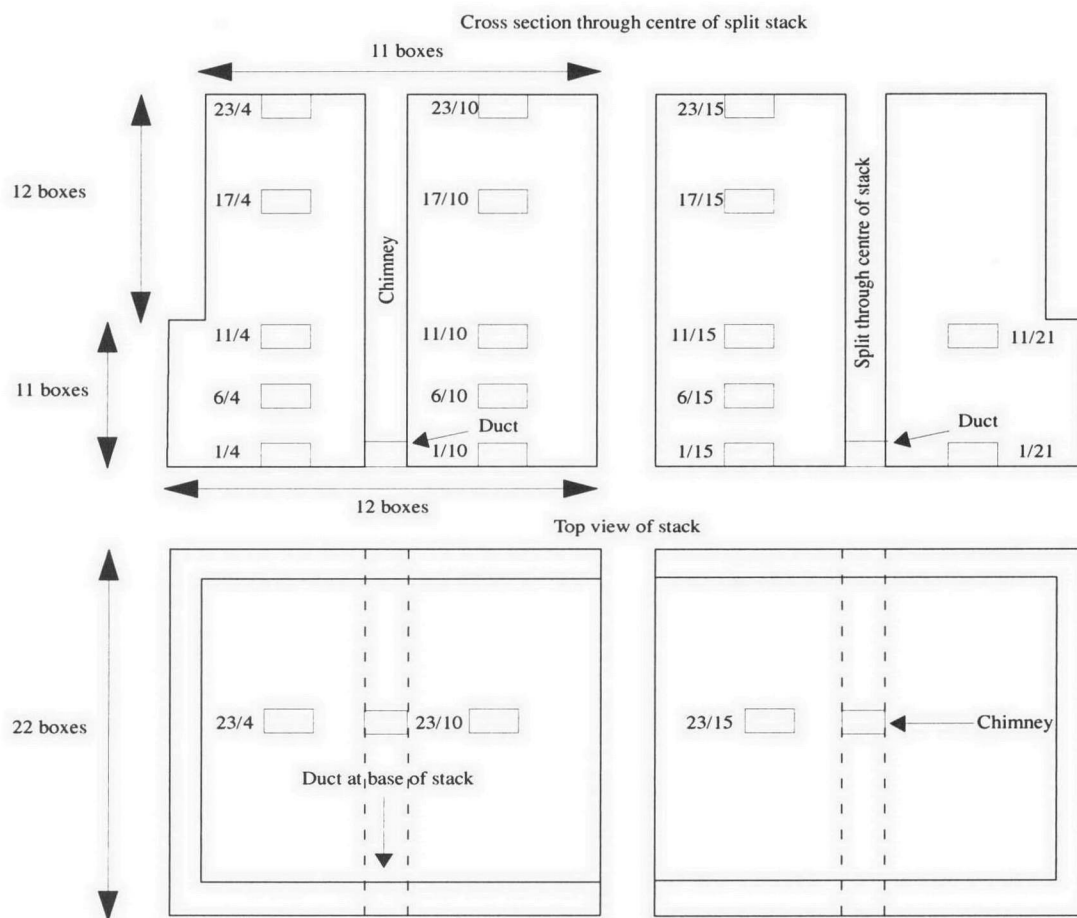 Cross section through centre of split stack
11 boxes
23/4
23/10
23/15
12 boxes
17/4
17/10
17/15
Chimney
Split through centre of stack
11/4
11/10
11/15
11/21
11 boxes
6/4
6/10
6/15
Duct
Duct
1/4
1/10
1/15
1/21
12 boxes
Top view of stack
22 boxes
23/4
23/10
23/15
Chimney
Duct at base of stack